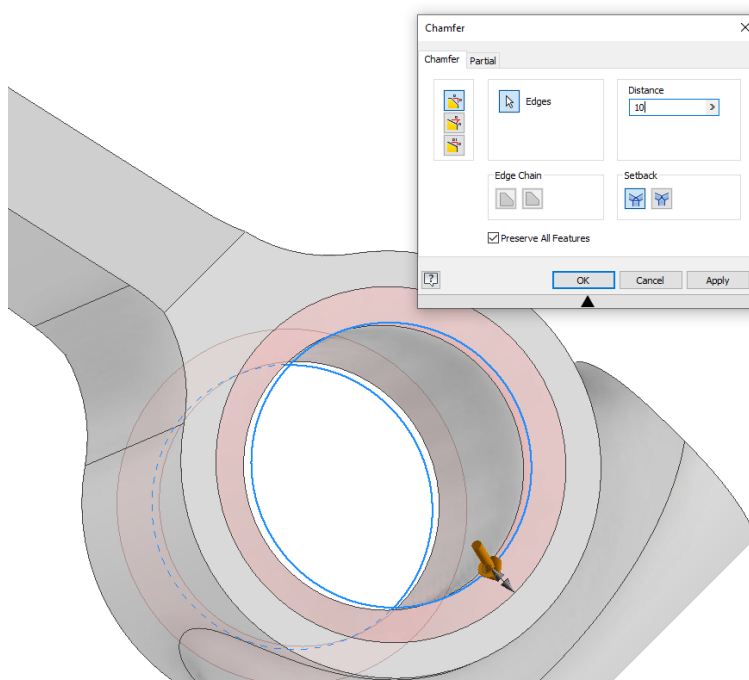 Chamfer
Chamfer Partial
Edges
Distance
10
Edge Chain
Setback
Preserve All Features
?
OK Cancel Apply